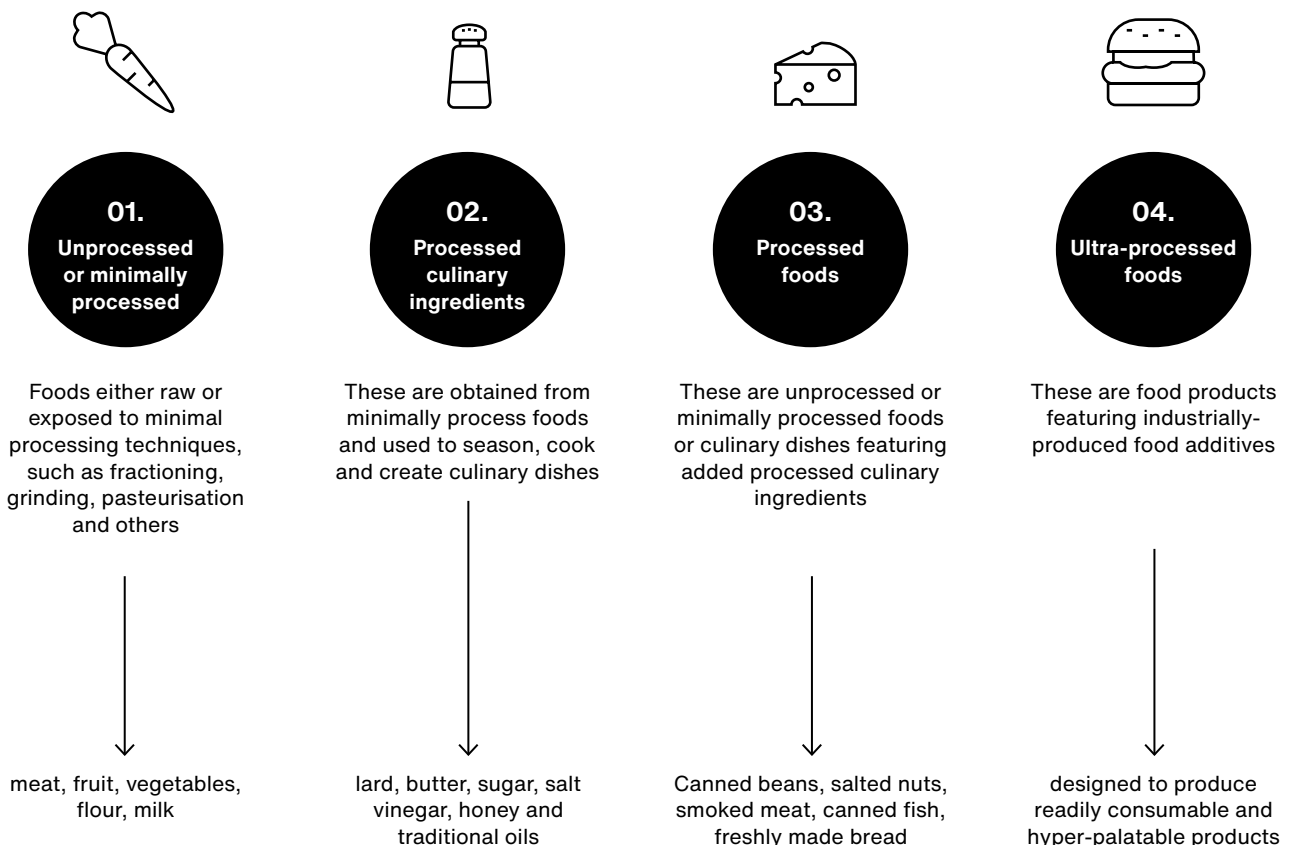 01.
Unprocessed
or minimally
processed
Foods either raw or
exposed to minimal
processing techniques,
such as fractioning,
grinding, pasteurisation
and others
meat, fruit, vegetables,
flour, milk
02.
Processed
culinary
ingredients
These are obtained from
minimally process foods
and used to season, cook
and create culinary dishes
lard, butter, sugar, salt
vinegar, honey and
traditional oils
03.
Processed
foods
These are unprocessed or
minimally processed foods
or culinary dishes featuring
added processed culinary
ingredients
Canned beans, salted nuts,
smoked meat, canned fish,
freshly made bread
04.
Ultra-processed
foods
These are food products
featuring industrially-
produced food additives
designed to produce
readily consumable and
hyper-palatable products